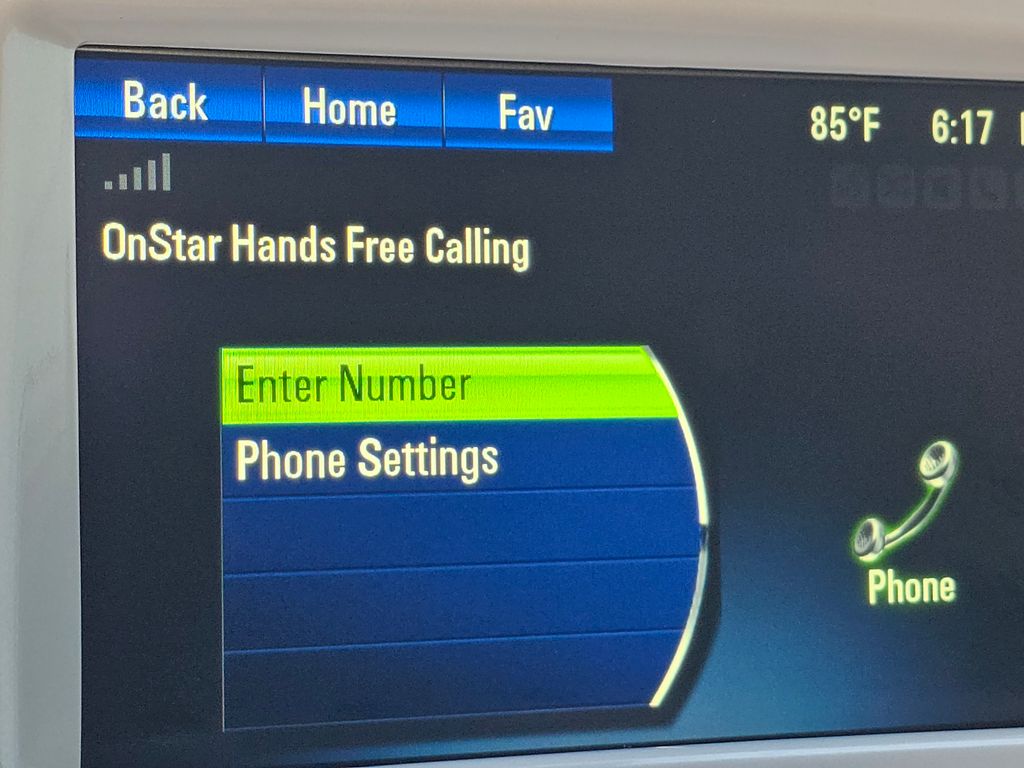 Back Home Fav 85°F 6:17
OnStar Hands Free Calling
Enter Number
Phone Settings
Phone